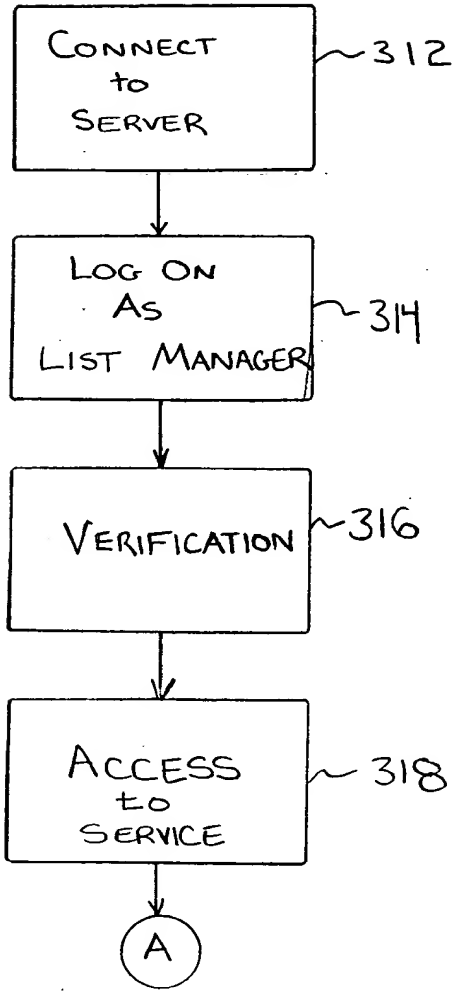 CONNECT
to
SERVER
312
LOG ON
AS
LIST MANAGER
314
VERIFICATION
316
ACCESS
to
SERVICE
318
A